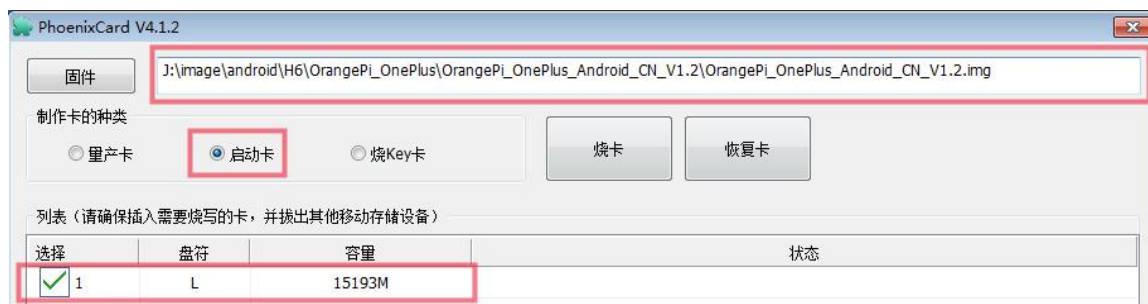 PhoenixCard V4.1.2
固件 J:\image\android\H6\OrangePi_OnePlus\OrangePi_OnePlus_Android_CN_V1.2\OrangePi_OnePlus_Android_CN_V1.2.img
制作卡的种类
量产卡 启动卡 烧Key卡 烧卡 恢复卡
列表（请确保插入需要烧写的卡，并拔出其他移动存储设备）
选择 盘符 容量 状态
1 L 15193M